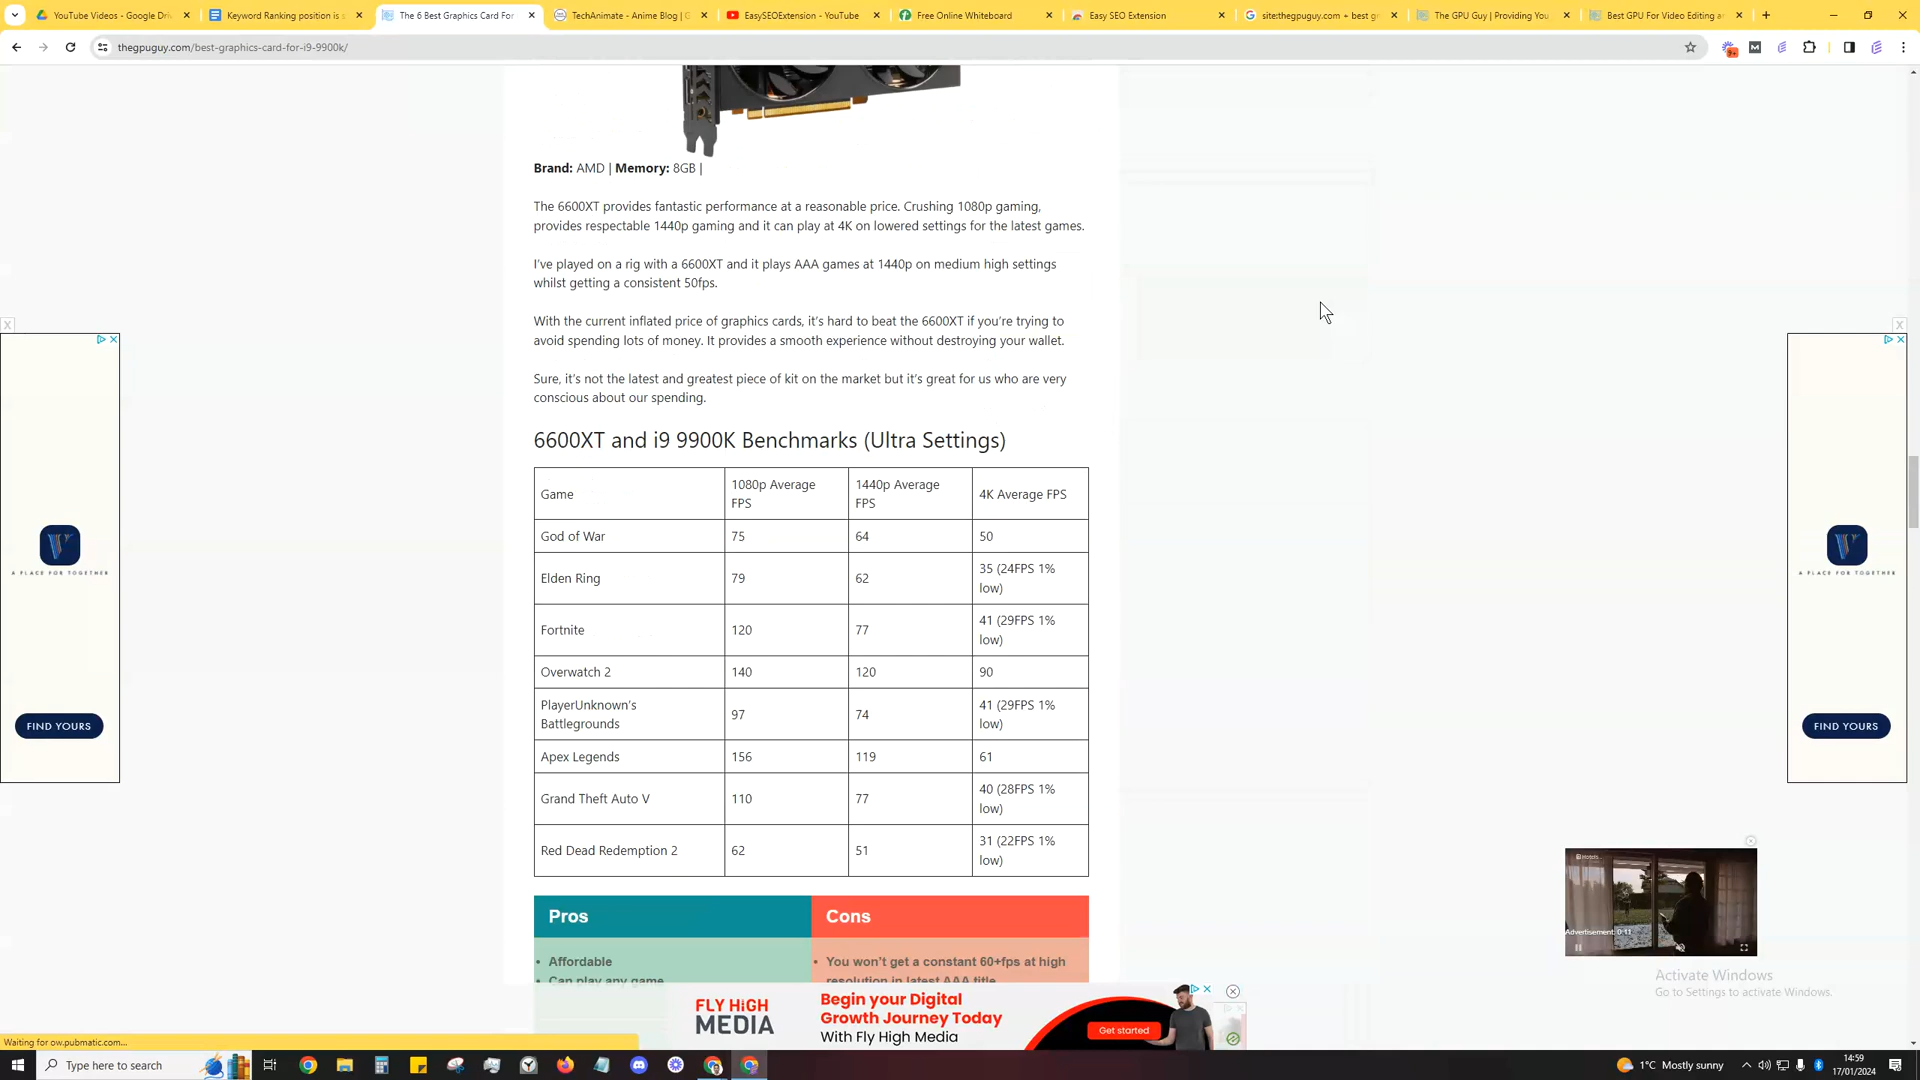 YouTube Videos - Google Dri
Keyword Ranking position is s
The 6 Best Graphics Card For
TechAnimate - Anime Blog | G
EasySEOExtension - YouTube
Free Online Whiteboard
Easy SEO Extension
site:thegpuguy.com + best gr
The GPU Guy | Providing You
Best GPU For Video Editing an
thegpuguy.com/best-graphics-card-for-i9-9900k/
Brand: AMD | Memory: 8GB |
The 6600XT provides fantastic performance at a reasonable price. Crushing 1080p gaming,
provides respectable 1440p gaming and it can play at 4K on lowered settings for the latest games.
I've played on a rig with a 6600XT and it plays AAA games at 1440p on medium high settings
whilst getting a consistent 50fps.
With the current inflated price of graphics cards, it's hard to beat the 6600XT if you're trying to
avoid spending lots of money. It provides a smooth experience without destroying your wallet.
Sure, it's not the latest and greatest piece of kit on the market but it's great for us who are very
conscious about our spending.
6600XT and i9 9900K Benchmarks (Ultra Settings)
Game
1080p Average
FPS
1440p Average
FPS
4K Average FPS
God of War
75
64
50
Elden Ring
79
62
35 (24FPS 1%
low)
Fortnite
120
77
41 (29FPS 1%
low)
Overwatch 2
140
120
90
PlayerUnknown's
Battlegrounds
97
74
41 (29FPS 1%
low)
Apex Legends
156
119
61
Grand Theft Auto V
110
77
40 (28FPS 1%
low)
Red Dead Redemption 2
62
51
31 (22FPS 1%
low)
Pros
Cons
• Affordable
• Can play any game
• You won't get a constant 60+fps at high
resolution in latest AAA title
A PLACE FOR TOGETHER
FIND YOURS
A PLACE FOR TOGETHER
FIND YOURS
Advertisement: 0:11
FLY HIGH
MEDIA
Begin your Digital
Growth Journey Today
With Fly High Media
Get started
Activate Windows
Go to Settings to activate Windows.
Waiting for ow.pubmatic.com...
Type here to search
1°C Mostly sunny
14:59
17/01/2024